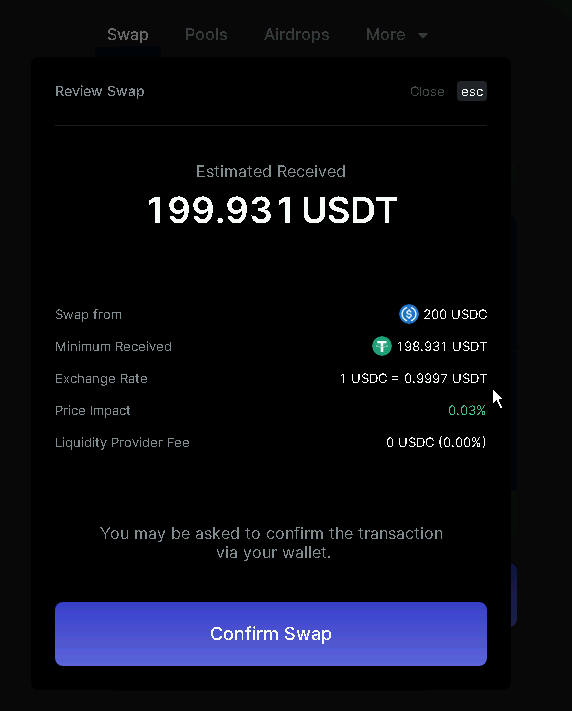 Swap Pools Airdrops More
Review Swap Close esc
Estimated Received
199.931 USDT
Swap from 200 USDC
Minimum Received 198.931 USDT
Exchange Rate 1 USDC = 0.9997 USDT
Price Impact 0.03%
Liquidity Provider Fee 0 USDC (0.00%)
You may be asked to confirm the transaction
via your wallet.
Confirm Swap